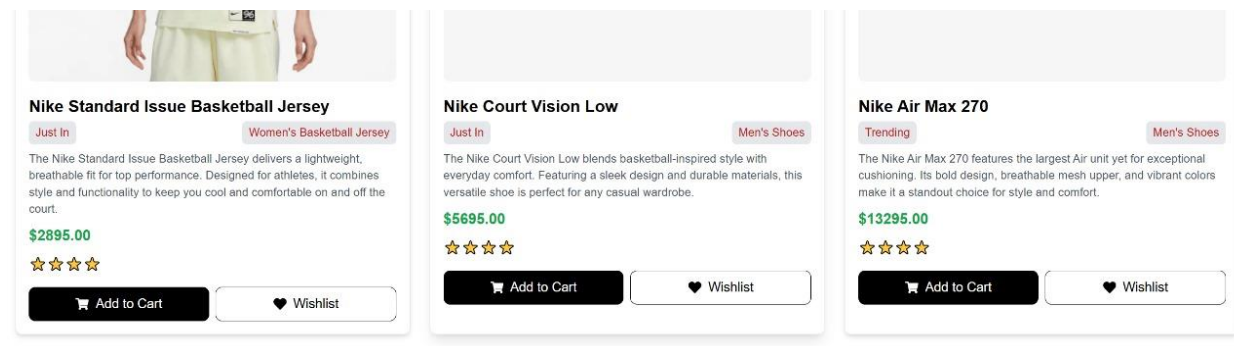 Nike Standard Issue Basketball Jersey
Just In
Women's Basketball Jersey
The Nike Standard Issue Basketball Jersey delivers a lightweight,
breathable fit for top performance. Designed for athletes, it combines
style and functionality to keep you cool and comfortable on and off the
court.
$2895.00
Add to Cart
Wishlist
Nike Court Vision Low
Just In
Men's Shoes
The Nike Court Vision Low blends basketball-inspired style with
everyday comfort. Featuring a sleek design and durable materials, this
versatile shoe is perfect for any casual wardrobe.
$5695.00
Add to Cart
Wishlist
Nike Air Max 270
Trending
Men's Shoes
The Nike Air Max 270 features the largest Air unit yet for exceptional
cushioning. Its bold design, breathable mesh upper, and vibrant colors
make it a standout choice for style and comfort.
$13295.00
Add to Cart
Wishlist